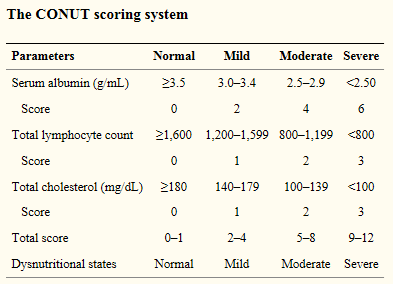 The CONUT scoring system
Parameters Normal Mild Moderate Severe
Serum albumin (g/mL) ≥3.5 3.0–3.4 2.5–2.9 <2.50
Score 0 2 4 6
Total lymphocyte count ≥1,600 1,200–1,599 800–1,199 <800
Score 0 1 2 3
Total cholesterol (mg/dL) ≥180 140–179 100–139 <100
Score 0 1 2 3
Total score 0–1 2–4 5–8 9–12
Dysnutritional states Normal Mild Moderate Severe